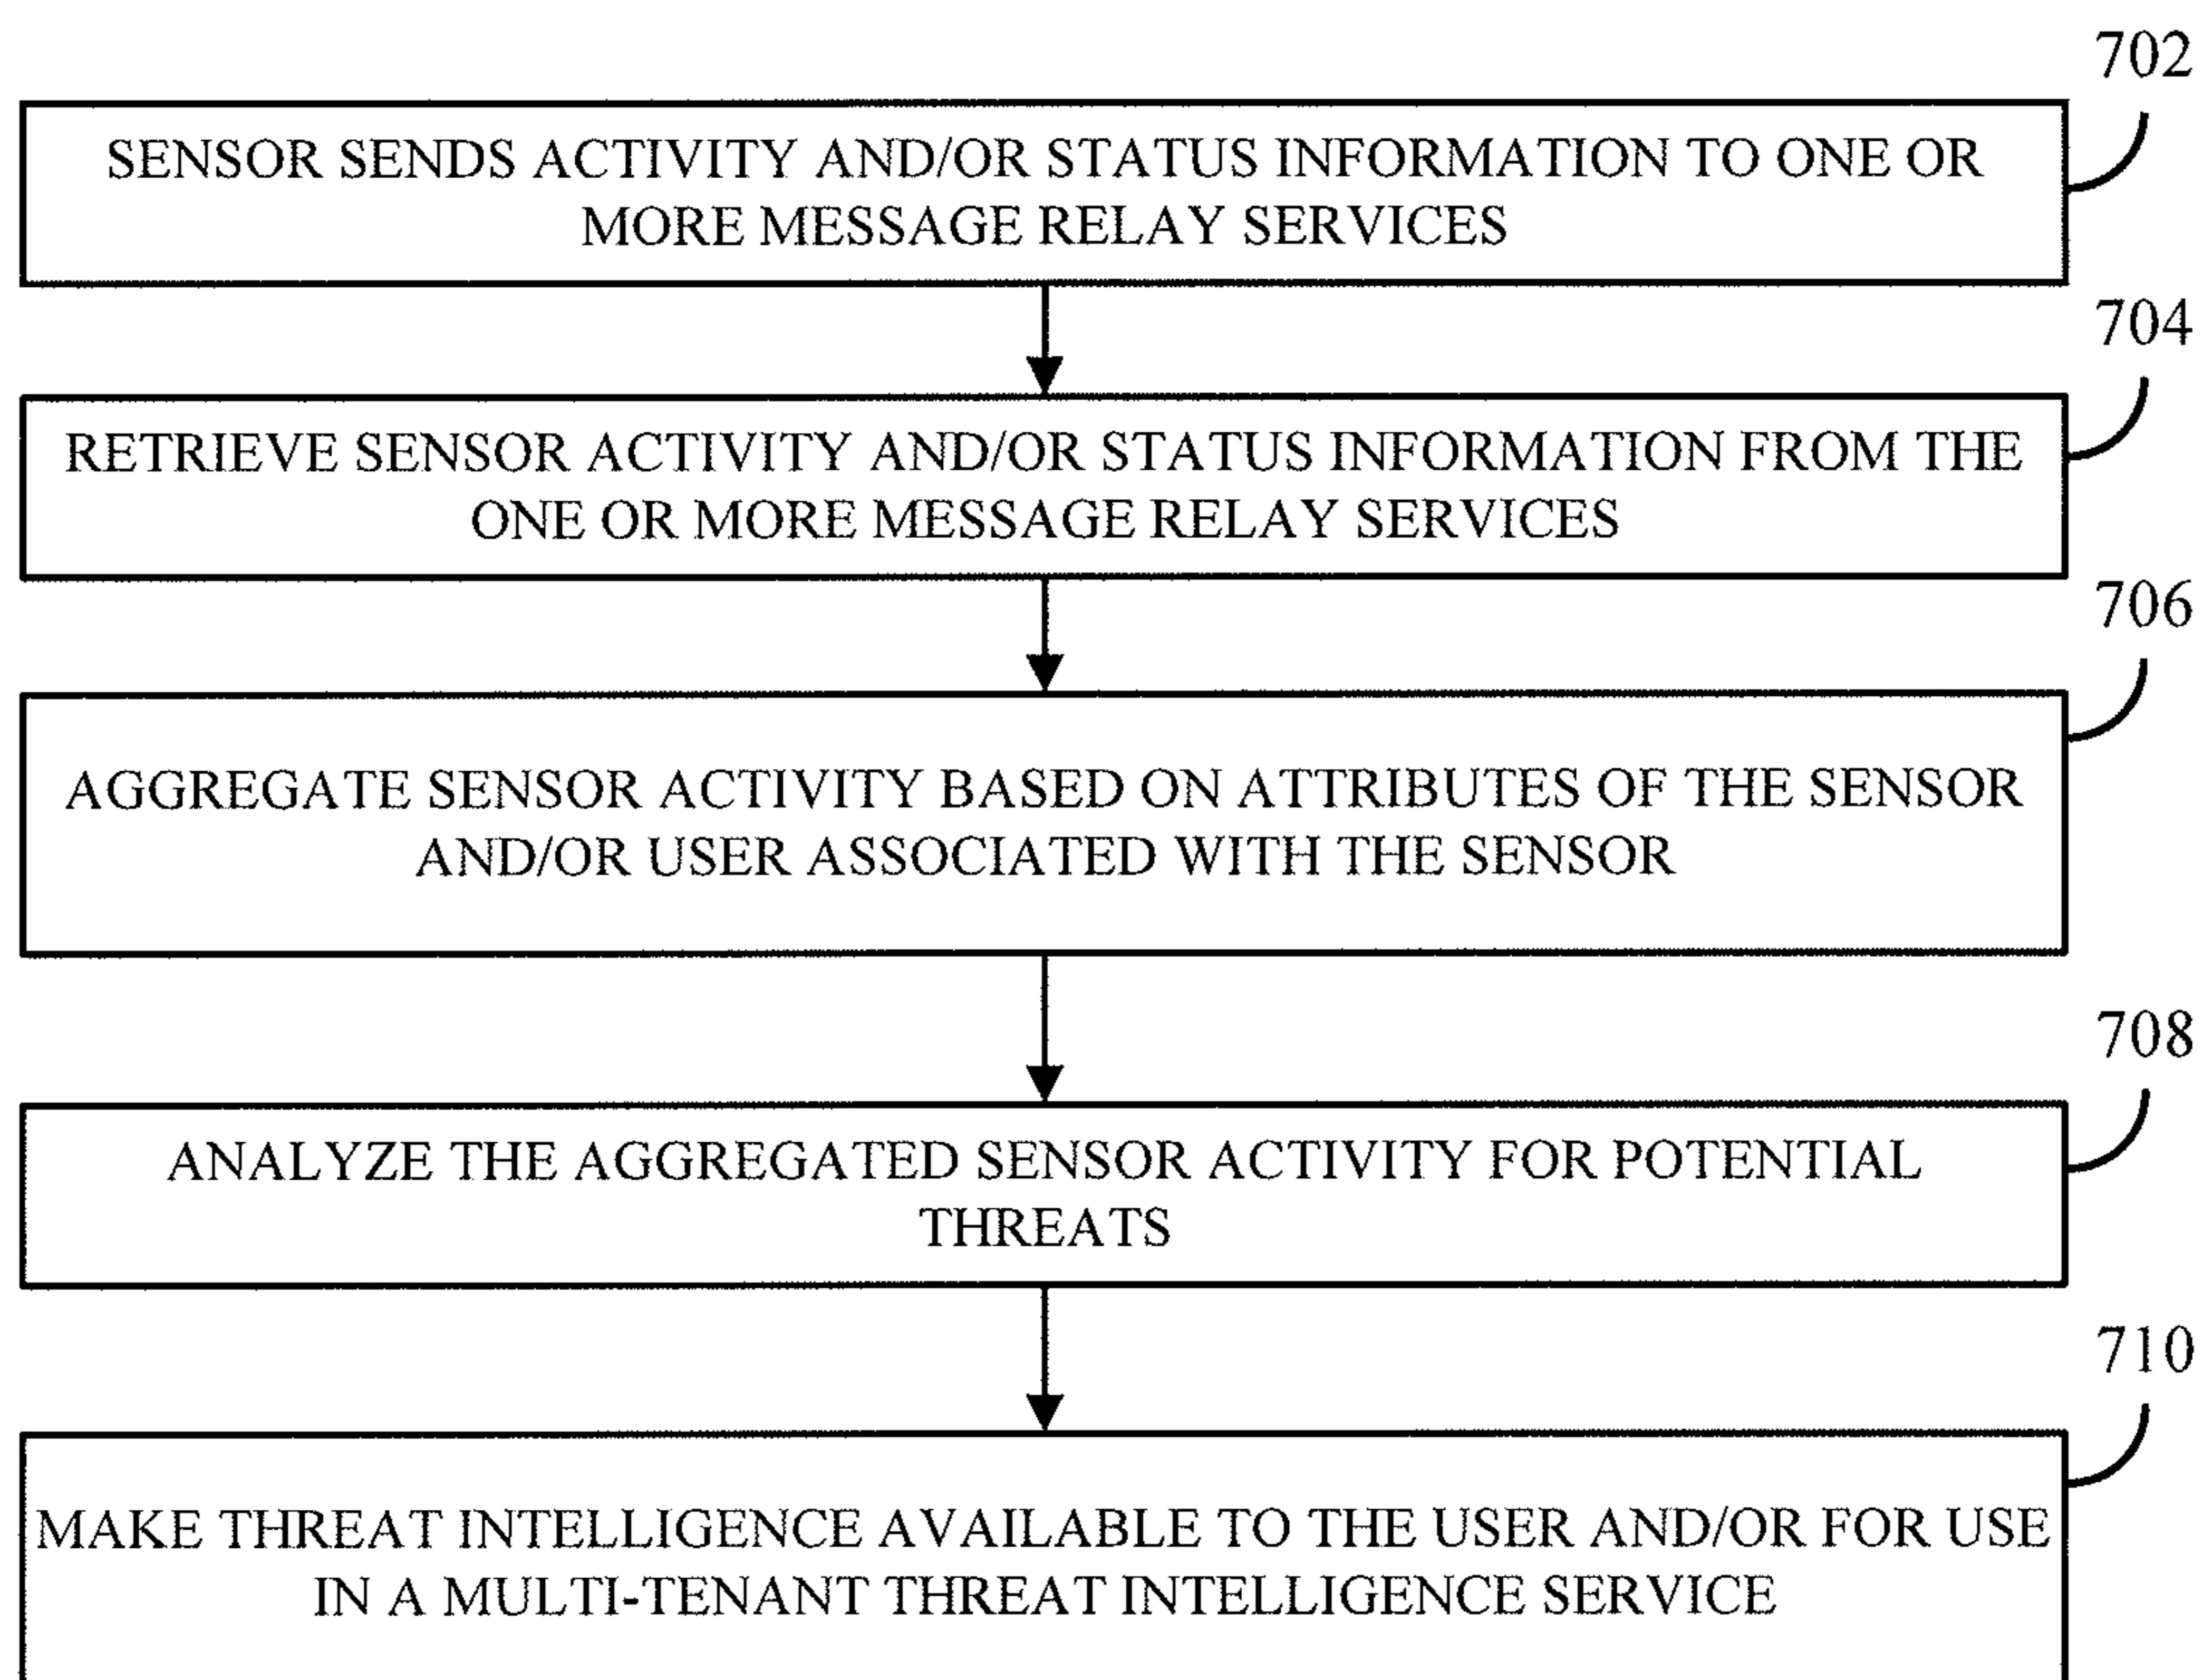 702
SENSOR SENDS ACTIVITY AND/OR STATUS INFORMATION TO ONE OR
MORE MESSAGE RELAY SERVICES
704
RETRIEVE SENSOR ACTIVITY AND/OR STATUS INFORMATION FROM THE
ONE OR MORE MESSAGE RELAY SERVICES
706
AGGREGATE SENSOR ACTIVITY BASED ON ATTRIBUTES OF THE SENSOR
AND/OR USER ASSOCIATED WITH THE SENSOR
708
ANALYZE THE AGGREGATED SENSOR ACTIVITY FOR POTENTIAL
THREATS
710
MAKE THREAT INTELLIGENCE AVAILABLE TO THE USER AND/OR FOR USE
IN A MULTI-TENANT THREAT INTELLIGENCE SERVICE